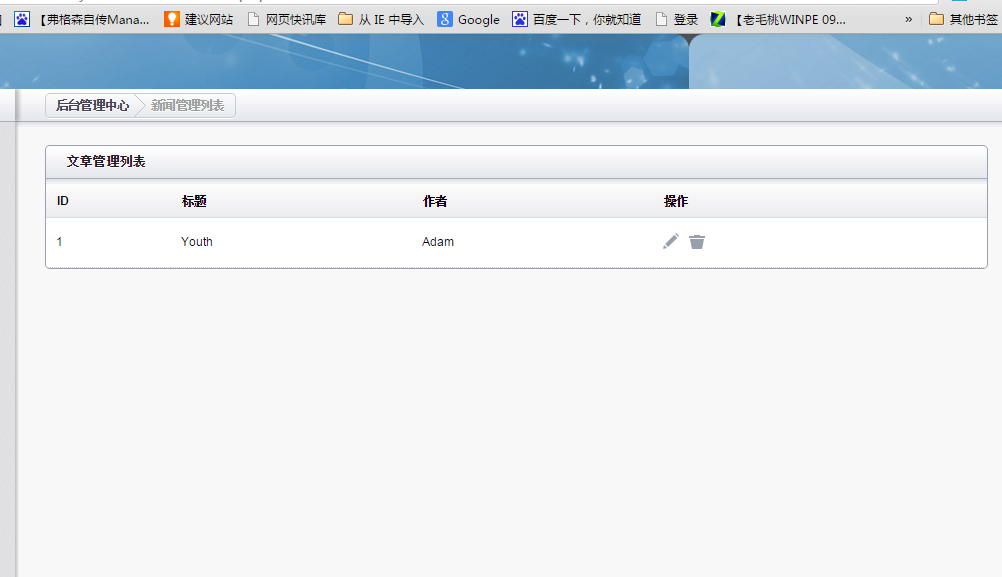 【弗格森自传Mana... 建议网站 网页快讯库 从 IE 中导入 Google 百度一下，你就知道 登录 【老毛桃WINPE 09... » 其他书签
后台管理中心 新闻管理列表
文章管理列表
ID 标题 作者 操作
1 Youth Adam